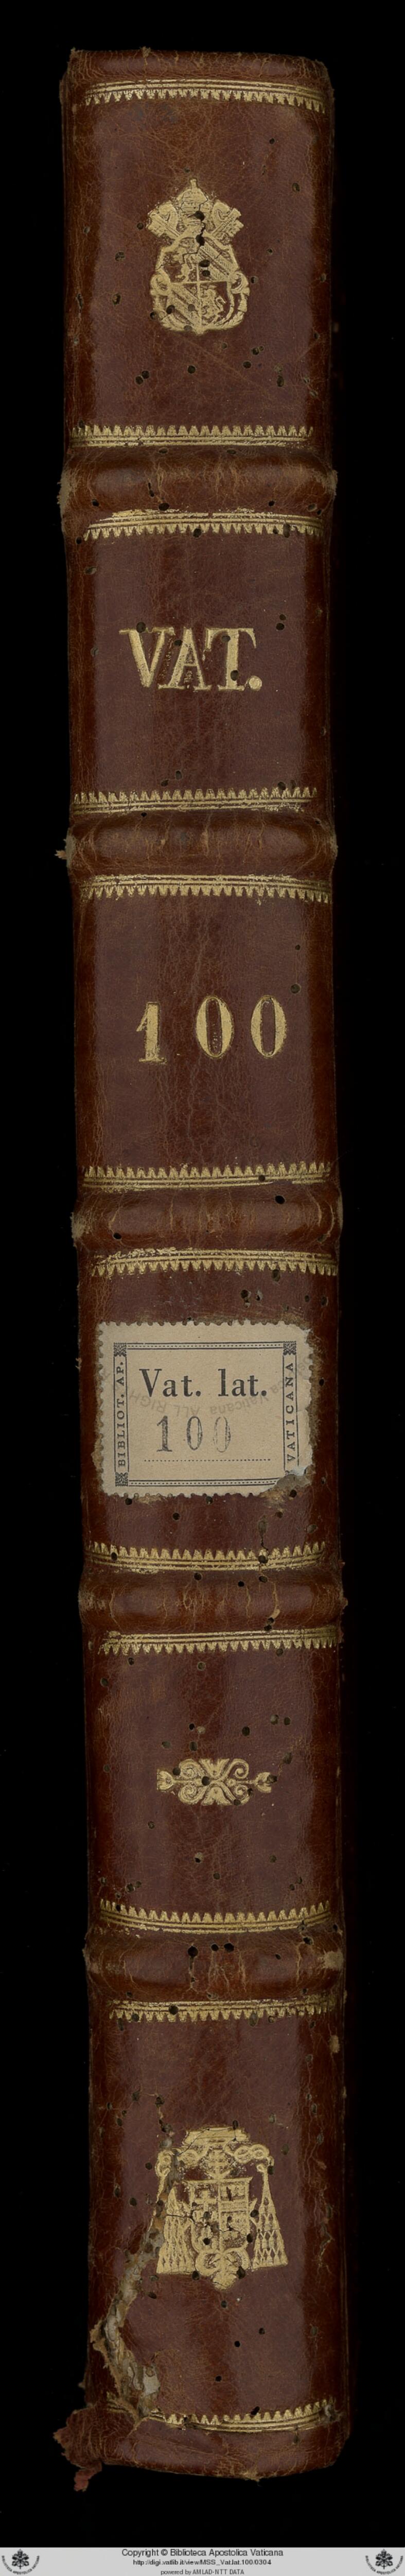 VAT.
100
BIBLIOT. AP.
Vat. lat.
100
VATICANA
Copyright © Biblioteca Apostolica Vaticana
http://digi.vatlib.it/view/MSS_Vat.lat.100/0304
powered by AMLAD-NTT DATA